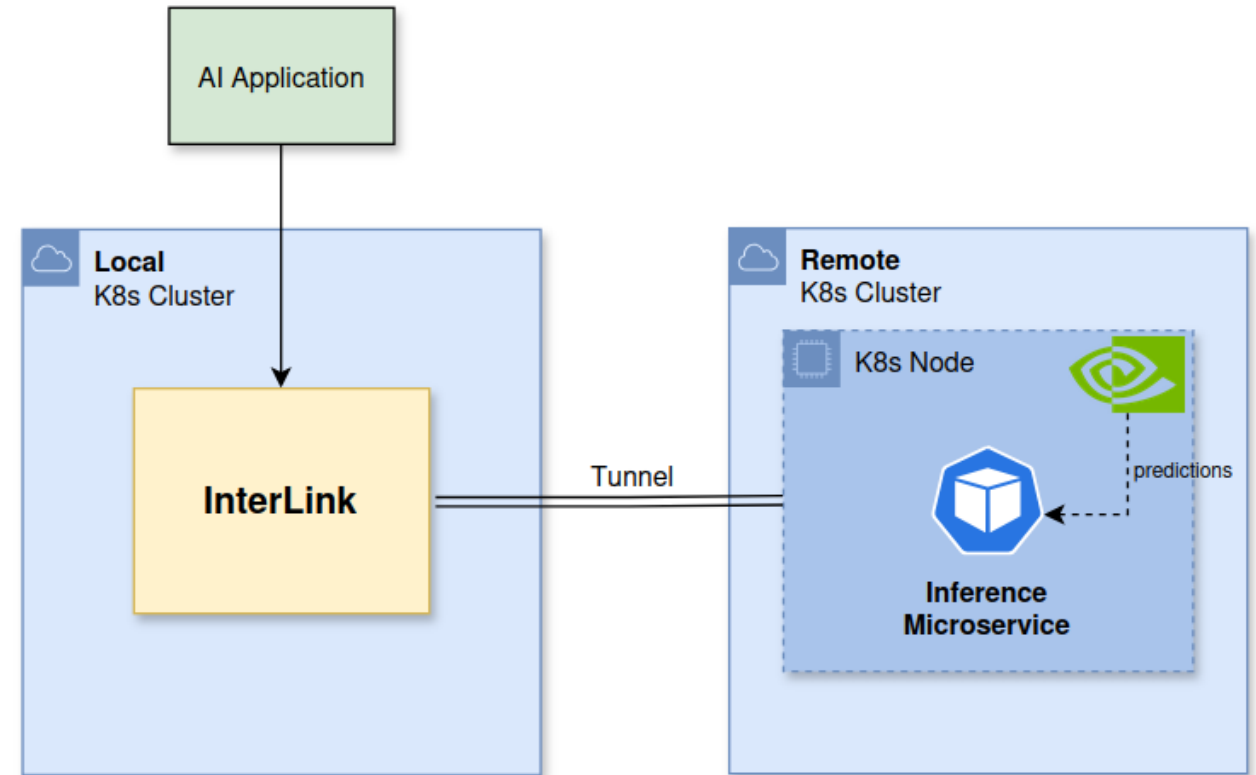 AI Application
Local
K8s Cluster
InterLink
Tunnel
Remote
K8s Cluster
K8s Node
predictions
Inference
Microservice